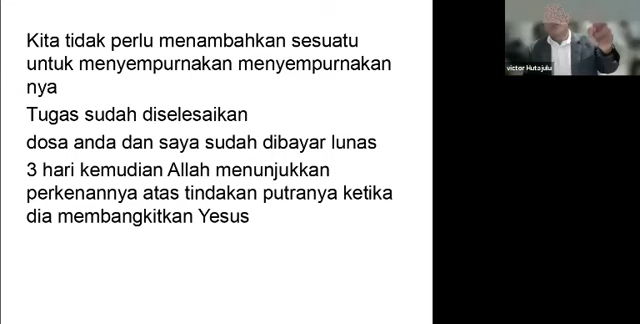 Kita tidak perlu menambahkan sesuatu
untuk menyempurnakan menyempurnakan
nya
Tugas sudah diselesaikan
dosa anda dan saya sudah dibayar lunas
3 hari kemudian Allah menunjukkan
perkenannya atas tindakan putranya ketika
dia membangkitkan Yesus
victor Hutajulu